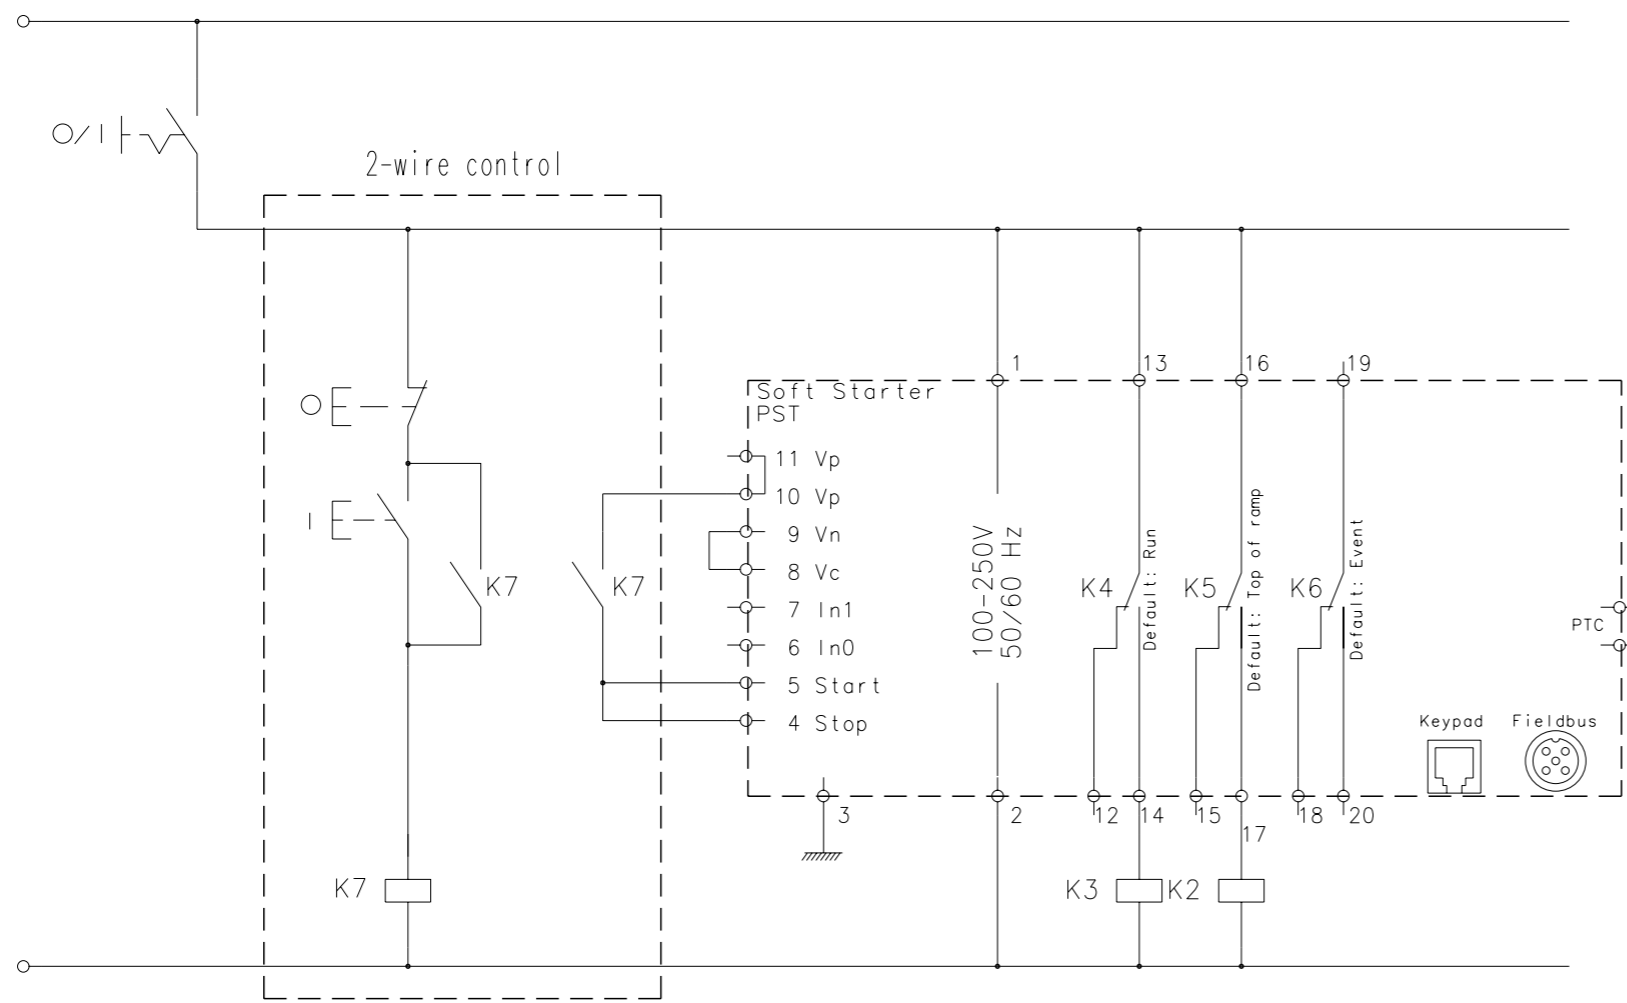 O/I
2-wire control
O
I
K7
K7
K7
Soft Starter
PST
11 Vp
10 Vp
9 Vn
8 Vc
7 In1
6 In0
5 Start
4 Stop
3
1
100-250V
50/60 Hz
2
13
K4
Default: Run
12
14
16
K5
Default: Top of ramp
15
17
19
K6
Default: Event
18
20
PTC
Keypad
Fieldbus
K3
K2